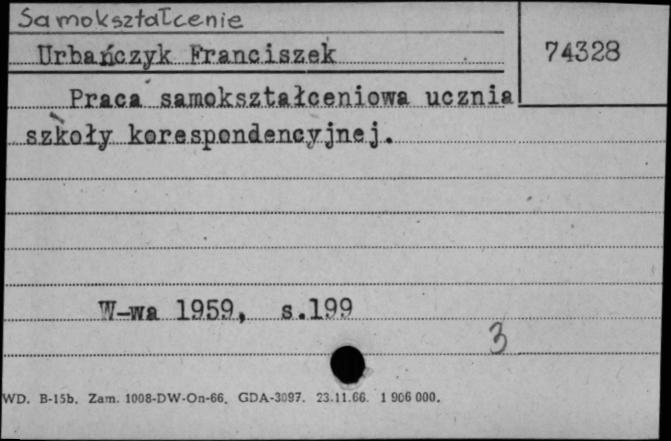 Samokształcenie
Urbańczyk Franciszek
74328
Praca samokształceniowa ucznia
szkoły korespondencyjnej.
W-wa 1959, s.199
3
WD. B-15b. Zam. 1008-DW-On-66. GDA-3097. 23.11.66. 1 906 000.